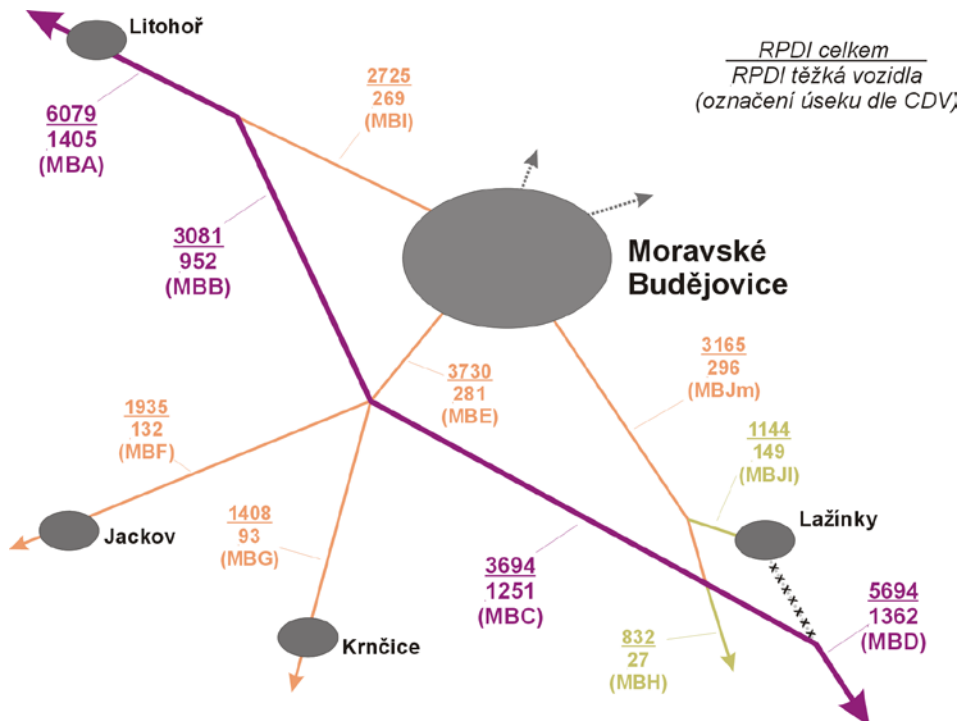 Litohoř
RPDI celkem
RPDI těžká vozidla
(označení úseku dle CDV)
2725
269
(MBI)
6079
1405
(MBA)
3081
952
(MBB)
Moravské
Budějovice
3165
296
(MBJm)
3730
281
(MBE)
1935
132
(MBF)
1144
149
(MBJl)
1408
93
(MBG)
Jackov
Lažínky
3694
1251
(MBC)
5694
1362
(MBD)
832
27
(MBH)
Krnčice